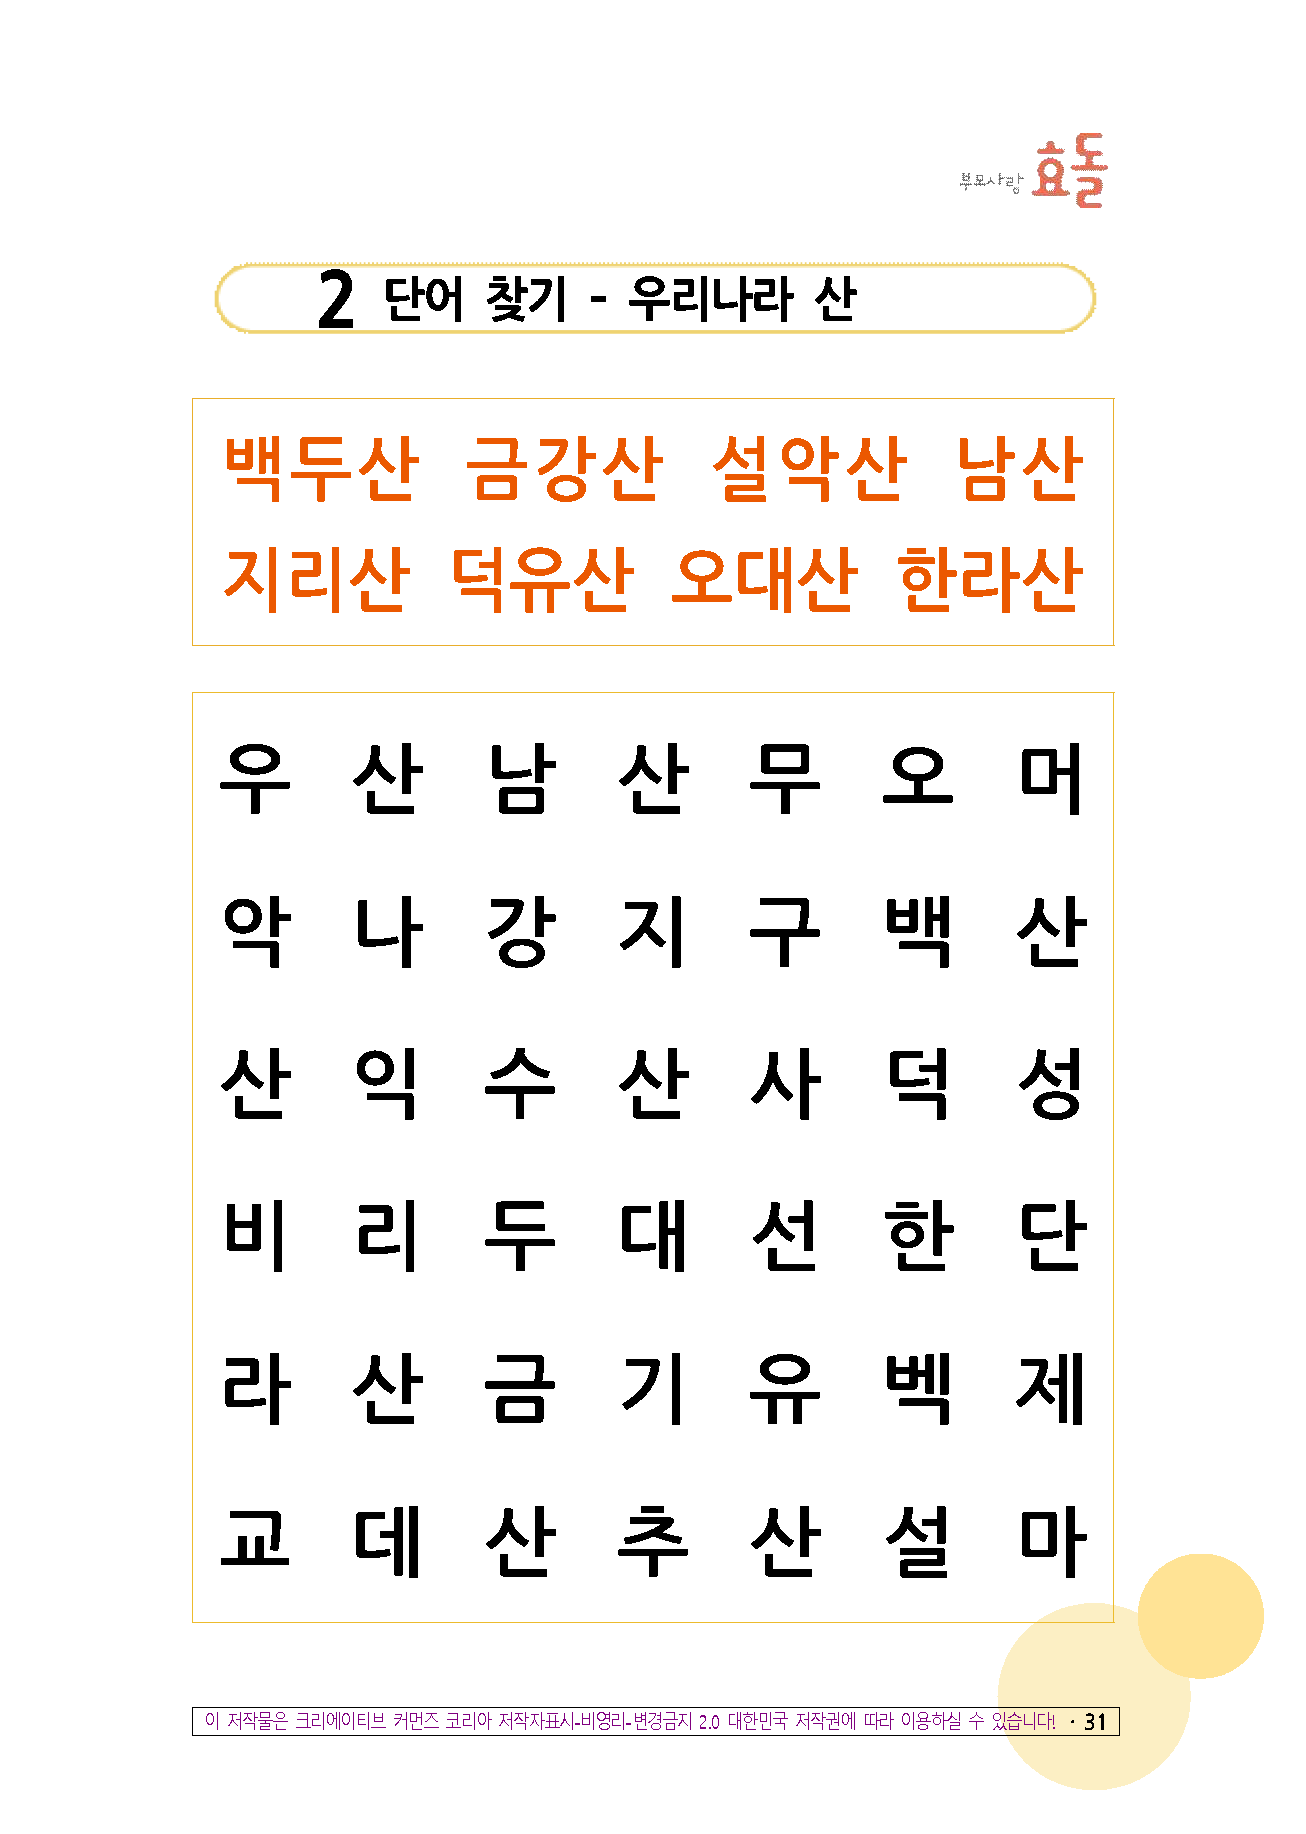 부모사랑 효돌
2 단어 찾기 - 우리나라 산
백두산 금강산 설악산 남산
지리산 덕유산 오대산 한라산
우 산 남 산 무 오 머
악 나 강 지 구 백 산
산 익 수 산 사 덕 성
비 리 두 대 선 한 단
라 산 금 기 유 벡 제
교 데 산 추 산 설 마
이 저작물은 크리에이티브 커먼즈 코리아 저작자표시-비영리-변경금지 2.0 대한민국 저작권에 따라 이용하실 수 있습니다! · 31